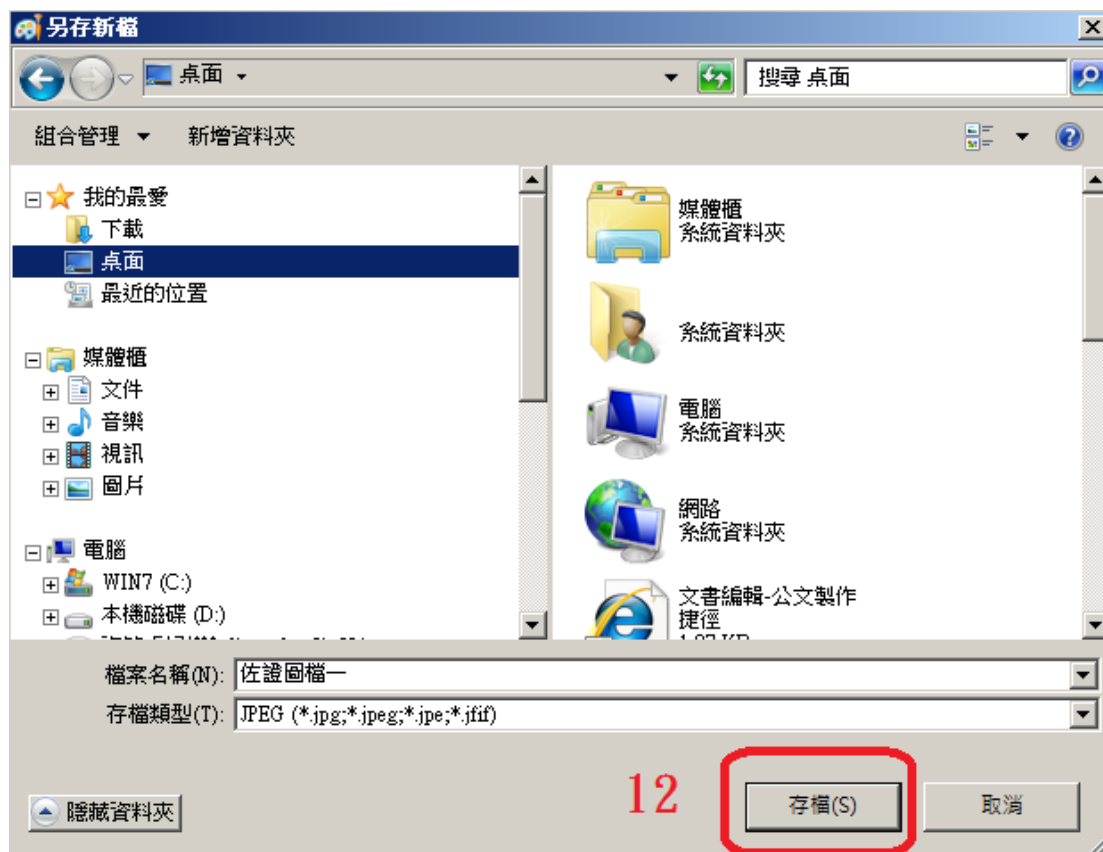 另存新檔
桌面
搜尋 桌面
組合管理
新增資料夾
我的最愛
下載
桌面
最近的位置
媒體櫃
文件
音樂
視訊
圖片
電腦
WIN7 (C:)
本機磁碟 (D:)
媒體櫃
系統資料夾
系統資料夾
電腦
系統資料夾
網路
系統資料夾
文書編輯-公文製作
捷徑
檔案名稱(N): 佐證圖檔一
存檔類型(T): JPEG (*.jpg;*.jpeg;*.jpe;*.jfif)
隱藏資料夾
12
存檔(S)
取消